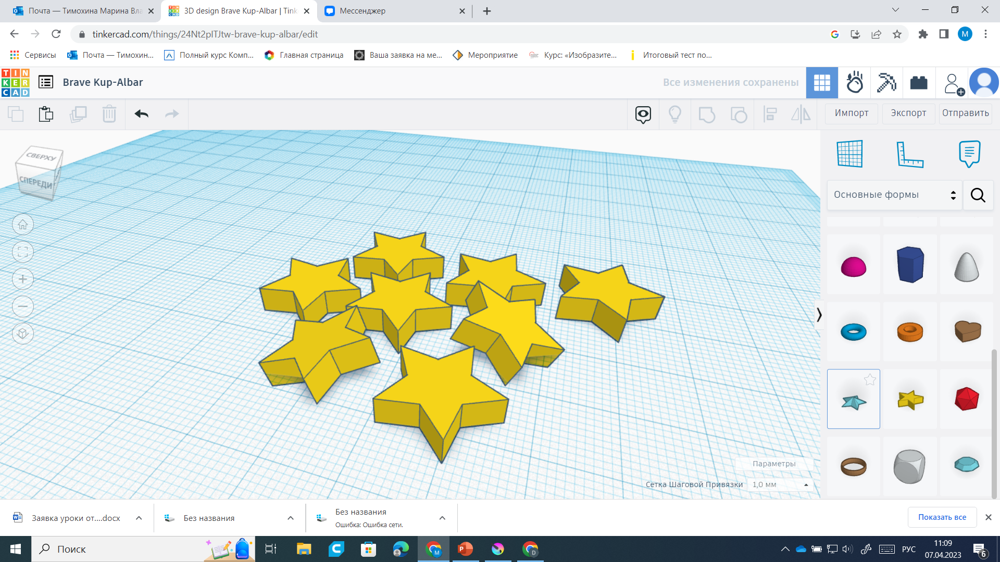 Почта — Тимохина Марина Вла
3D design Brave Kup-Albar | Tink
Мессенджер
tinkercad.com/things/24Nt2pITJtw-brave-kup-albar/edit
M
Сервисы
Почта — Тимохин...
Полный курс Комп...
Главная страница
Ваша заявка на ме...
Мероприятие
Курс: «Изобразите...
Итоговый тест по...
TIN
KER
CAD
Brave Kup-Albar
Все изменения сохранены
Импорт
Экспорт
Отправить
СВЕРХУ
СПЕРЕДИ
Основные формы
Параметры
Сетка Шаговой Привязки
1,0 мм
Заявка уроки от....docx
Без названия
Без названия
Ошибка: Ошибка сети.
Показать все
Поиск
M
P
D
РУС
11:09
07.04.2023
6